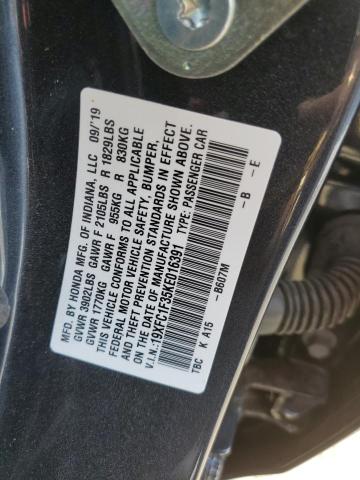 MFD. BY HONDA MFG. OF INDIANA, LLC 09/'19
GVWR 3902LBS GAWR F 2105LBS R 1829LBS
GVWR 1770KG GAWR F 955KG R 830KG
THIS VEHICLE CONFORMS TO ALL APPLICABLE
FEDERAL MOTOR VEHICLE SAFETY, BUMPER,
AND THEFT PREVENTION STANDARDS IN EFFECT
ON THE DATE OF MANUFACTURE SHOWN ABOVE.
V.I.N.:19XFC1F35KE016391 TYPE: PASSENGER CAR
-B607M -B -E
TBC K A15